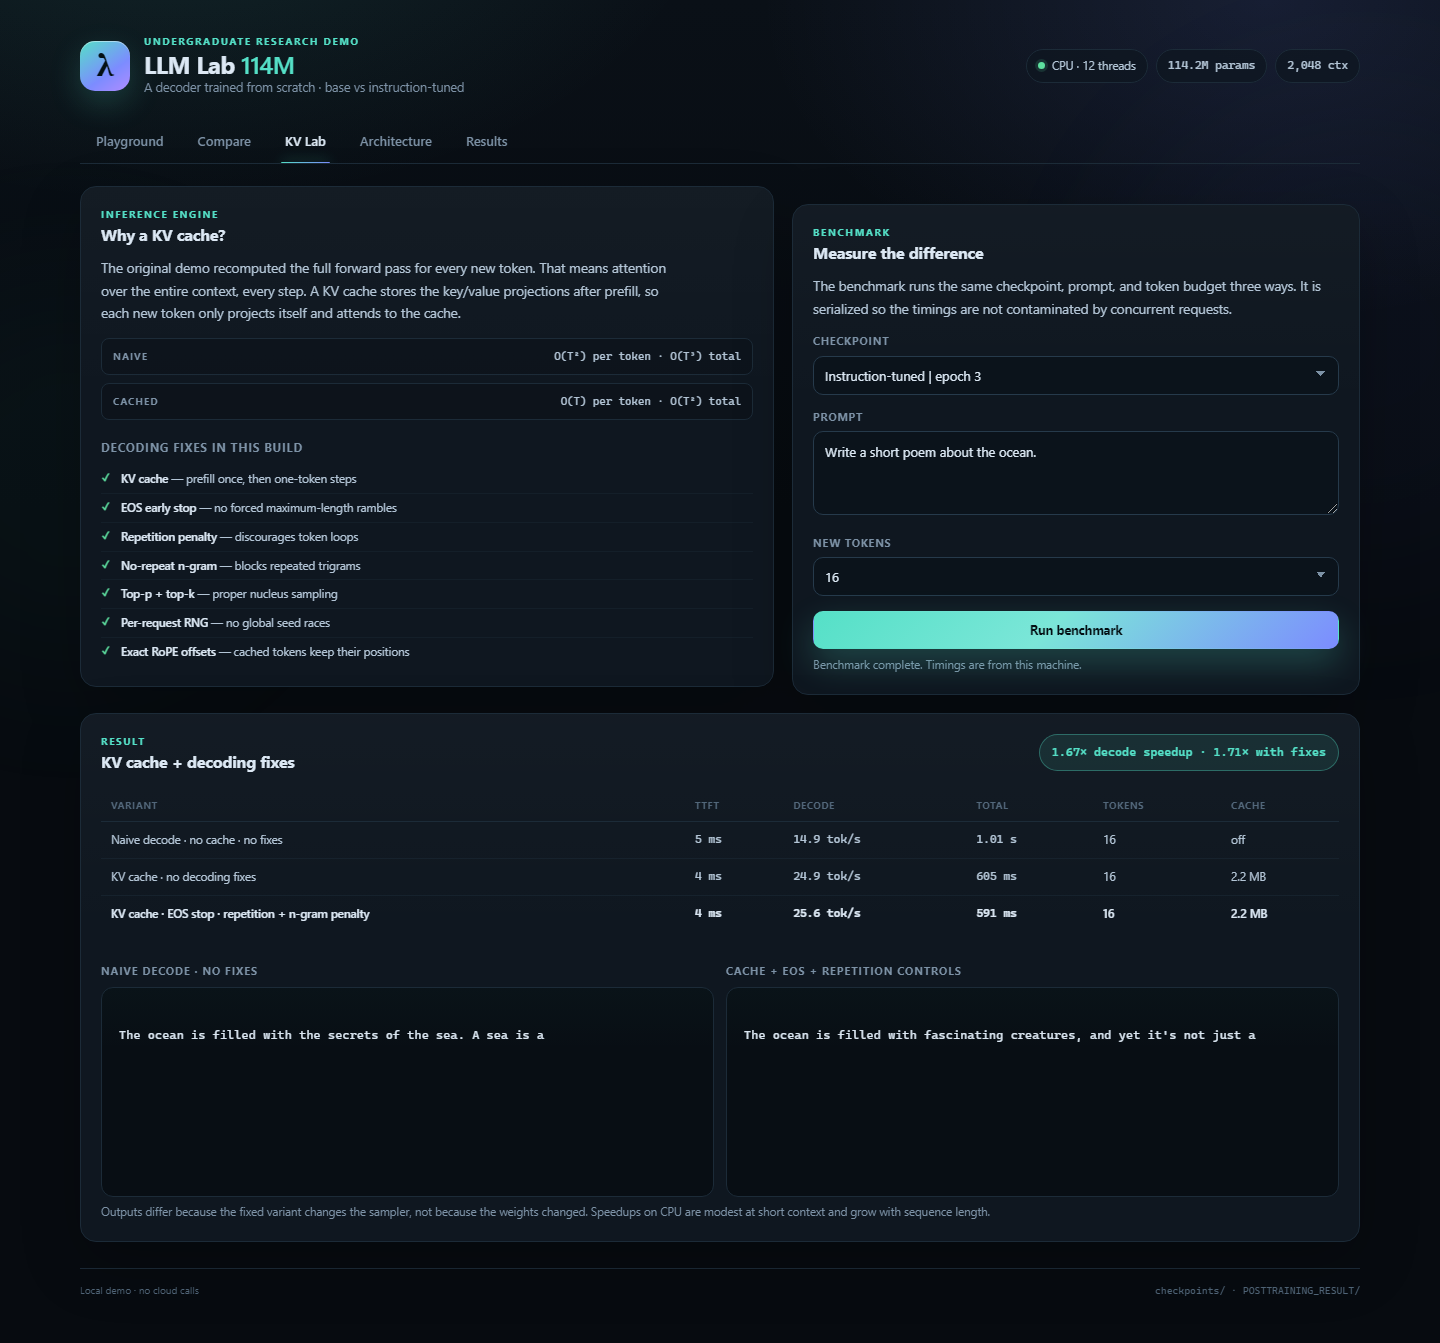 λ
UNDERGRADUATE RESEARCH DEMO
LLM Lab 114M
A decoder trained from scratch · base vs instruction-tuned
CPU · 12 threads
114.2M params
2,048 ctx
Playground
Compare
KV Lab
Architecture
Results
INFERENCE ENGINE
Why a KV cache?
The original demo recomputed the full forward pass for every new token. That means attention
over the entire context, every step. A KV cache stores the key/value projections after prefill, so
each new token only projects itself and attends to the cache.
NAIVE O(T²) per token · O(T³) total
CACHED O(T) per token · O(T²) total
DECODING FIXES IN THIS BUILD
✓ KV cache — prefill once, then one-token steps
✓ EOS early stop — no forced maximum-length rambles
✓ Repetition penalty — discourages token loops
✓ No-repeat n-gram — blocks repeated trigrams
✓ Top-p + top-k — proper nucleus sampling
✓ Per-request RNG — no global seed races
✓ Exact RoPE offsets — cached tokens keep their positions
BENCHMARK
Measure the difference
The benchmark runs the same checkpoint, prompt, and token budget three ways. It is
serialized so the timings are not contaminated by concurrent requests.
CHECKPOINT
Instruction-tuned | epoch 3
PROMPT
Write a short poem about the ocean.
NEW TOKENS
16
Run benchmark
Benchmark complete. Timings are from this machine.
RESULT
KV cache + decoding fixes
1.67× decode speedup · 1.71× with fixes
VARIANT TTFT DECODE TOTAL TOKENS CACHE
Naive decode · no cache · no fixes 5 ms 14.9 tok/s 1.01 s 16 off
KV cache · no decoding fixes 4 ms 24.9 tok/s 605 ms 16 2.2 MB
KV cache · EOS stop · repetition + n-gram penalty 4 ms 25.6 tok/s 591 ms 16 2.2 MB
NAIVE DECODE · NO FIXES
The ocean is filled with the secrets of the sea. A sea is a
CACHE + EOS + REPETITION CONTROLS
The ocean is filled with fascinating creatures, and yet it's not just a
Outputs differ because the fixed variant changes the sampler, not because the weights changed. Speedups on CPU are modest at short context and grow with sequence length.
Local demo · no cloud calls
checkpoints/ · POSTTRAINING_RESULT/